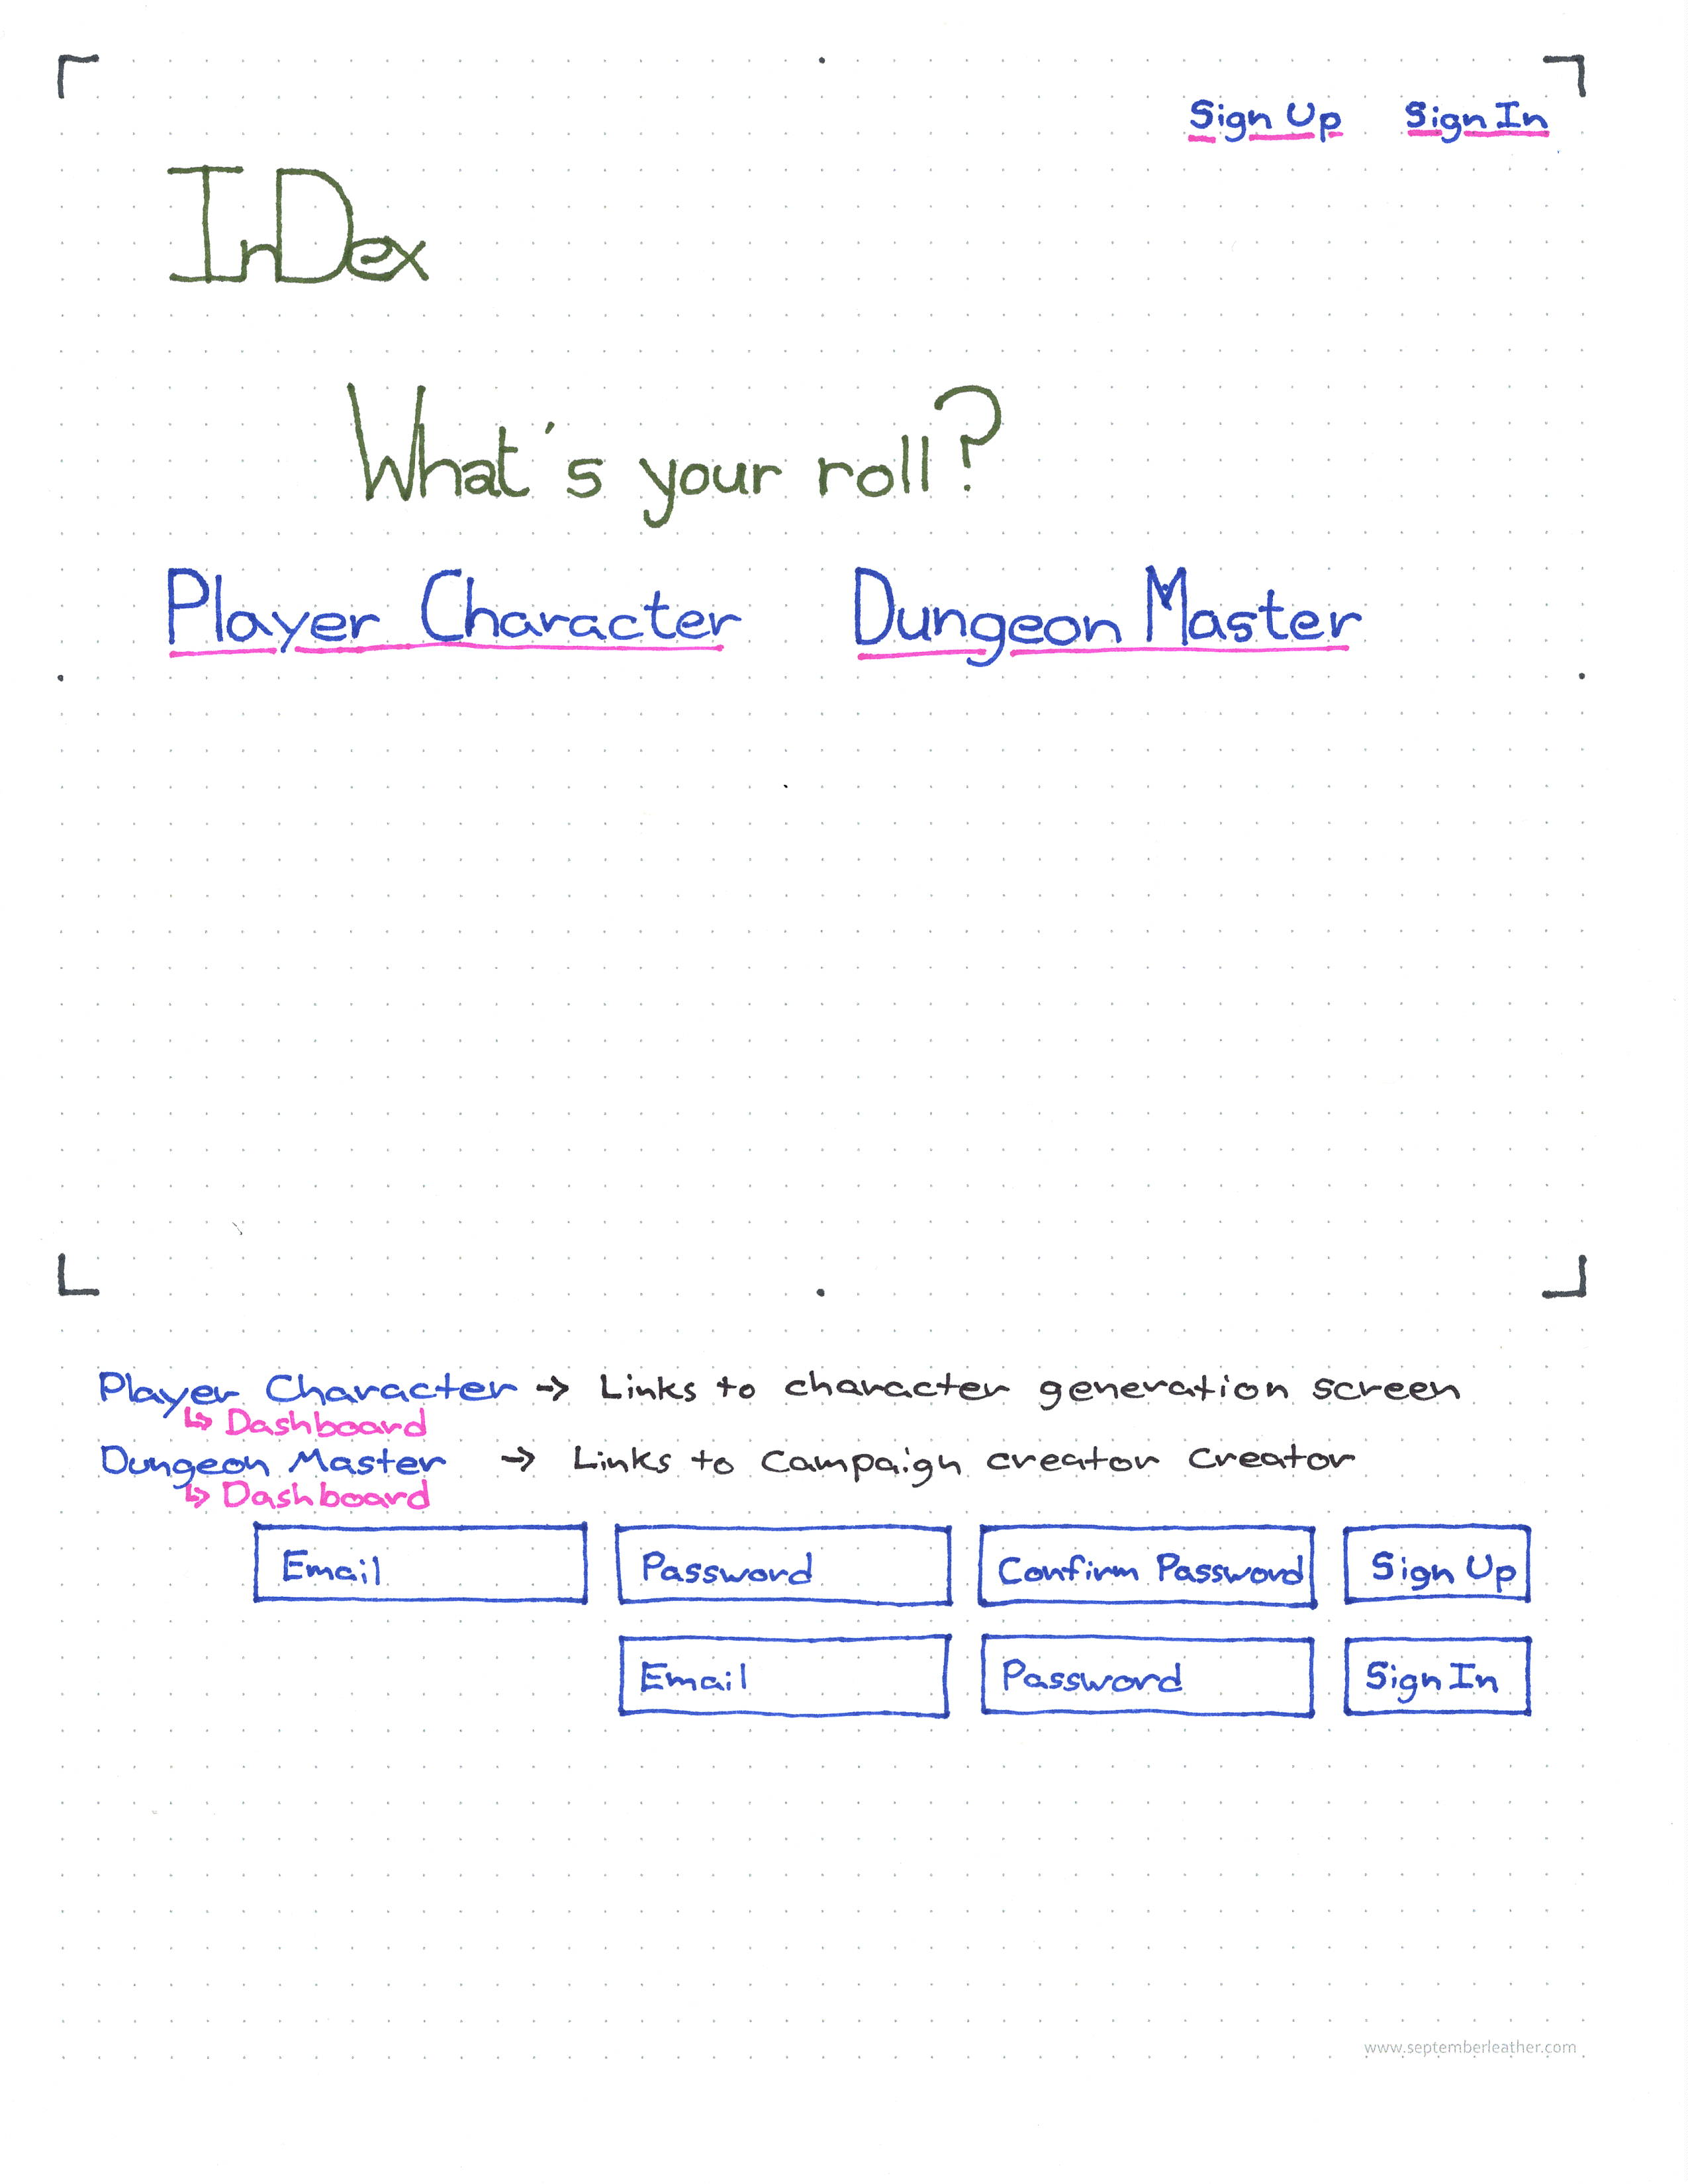 Sign Up Sign In
InDex
What's your roll?
Player Character Dungeon Master
Player Character → Links to character generation screen
↳ Dashboard
Dungeon Master → Links to Campaign creator Creator
↳ Dashboard
Email Password Confirm Password Sign Up
Email Password Sign In
www.septemberleather.com